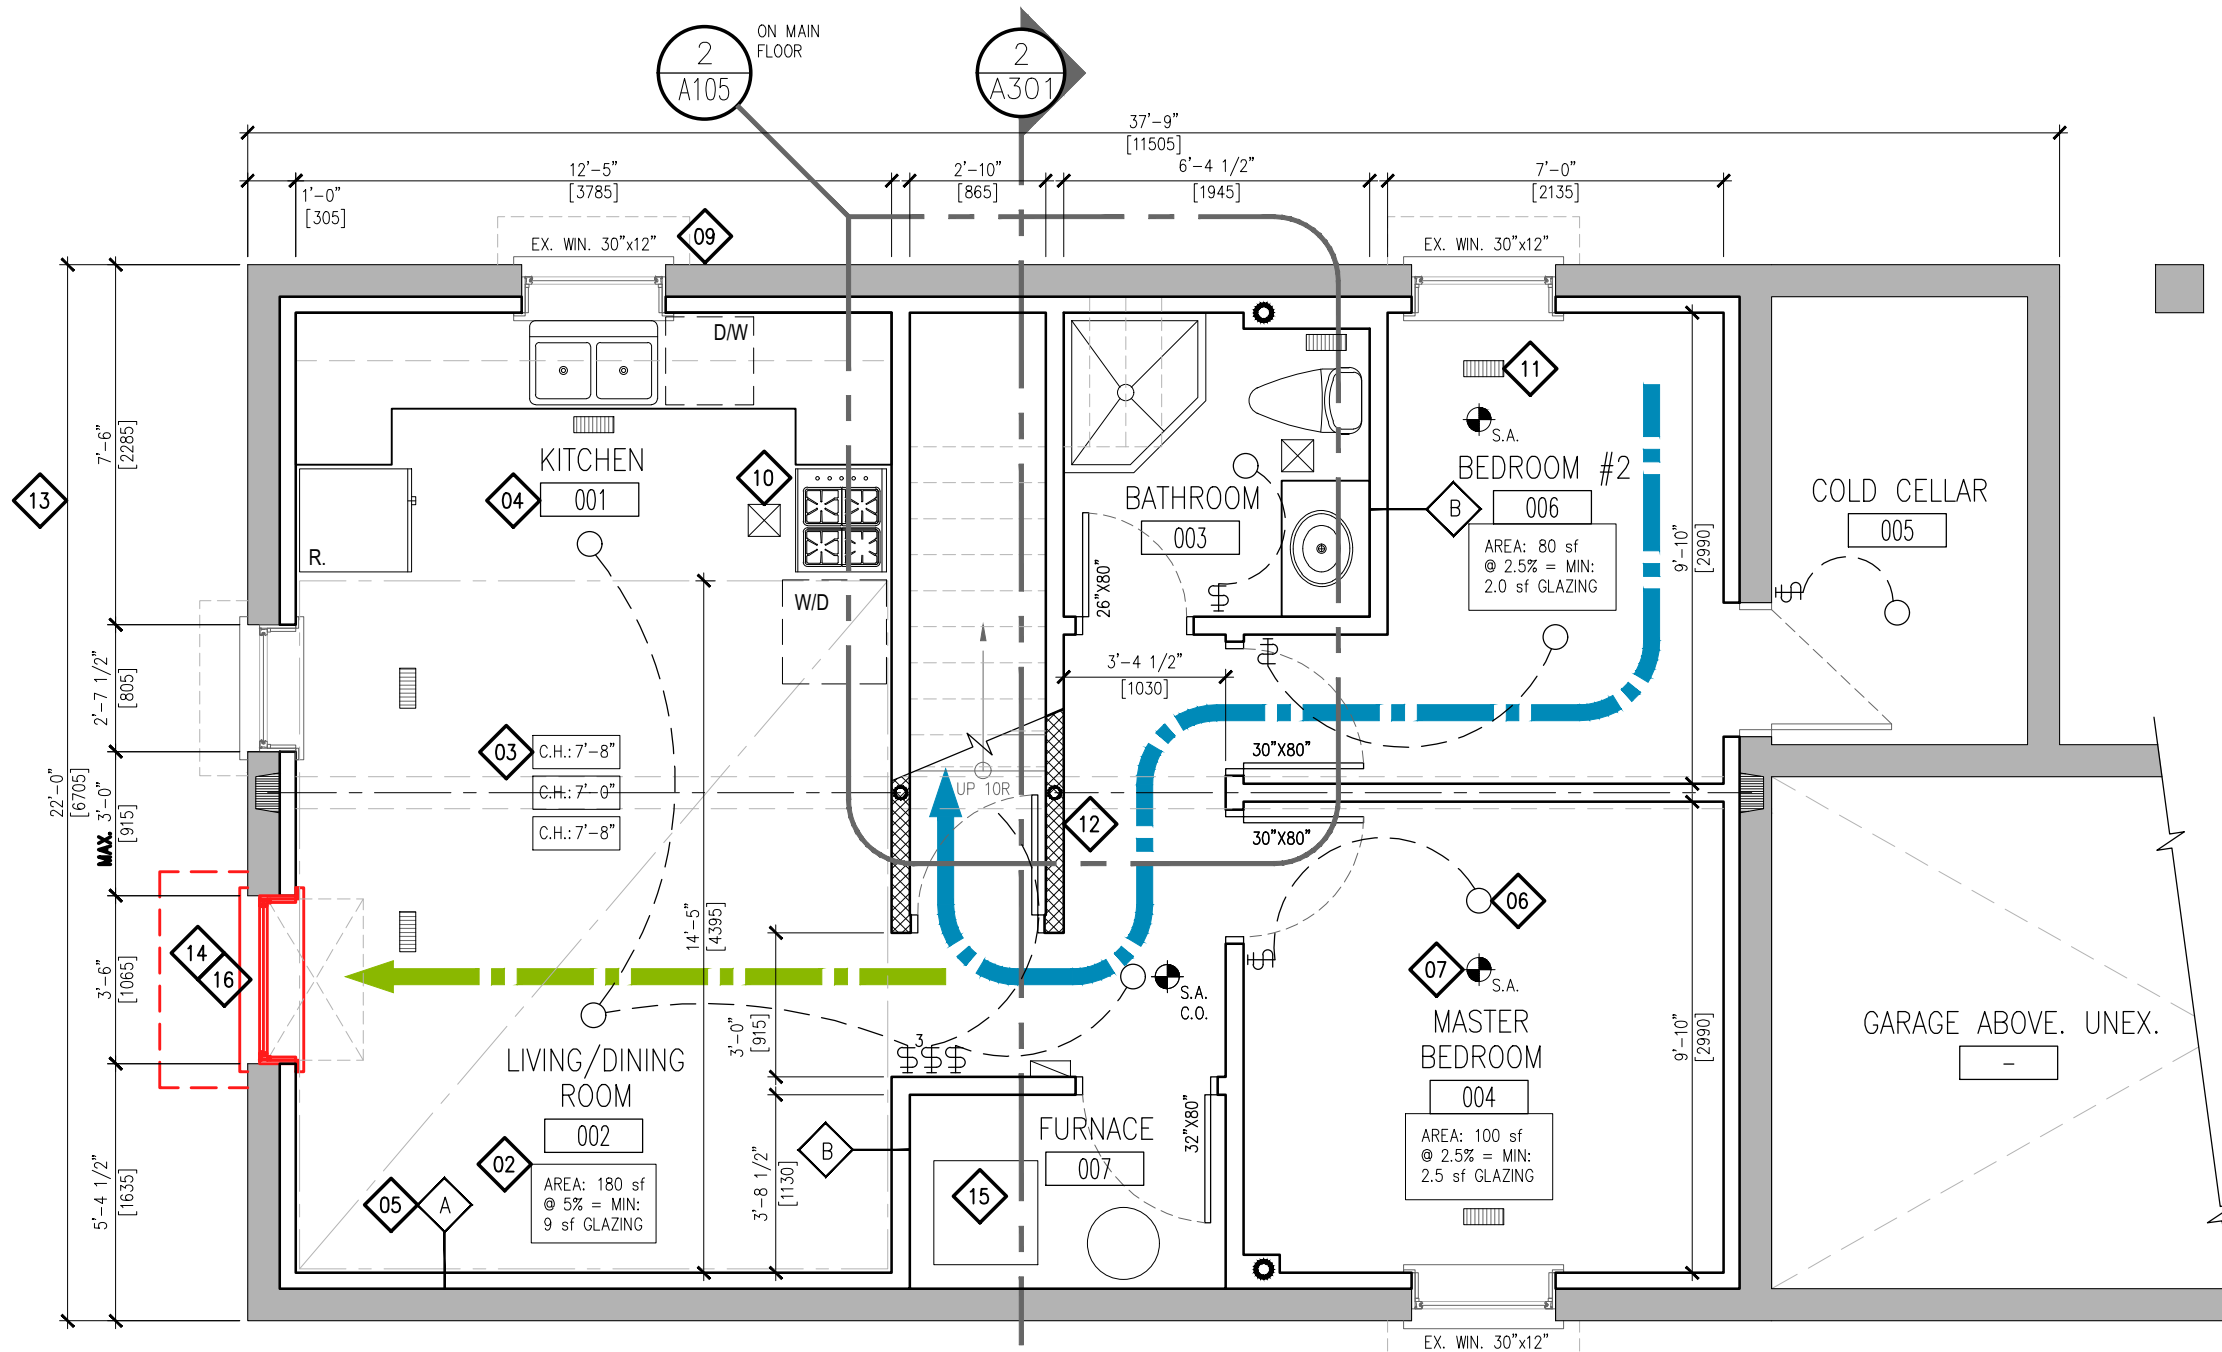 2
A105
ON MAIN
FLOOR
2
A301
37'-9"
[11505]
1'-0"
[305]
12'-5"
[3785]
2'-10"
[865]
6'-4 1/2"
[1945]
7'-0"
[2135]
EX. WIN. 30"x12"
09
EX. WIN. 30"x12"
D/W
11
S.A.
7'-6"
[2285]
13
KITCHEN
04
001
10
R.
BATHROOM
003
B
BEDROOM #2
006
AREA: 80 sf
@ 2.5% = MIN:
2.0 sf GLAZING
9'-10"
[2990]
COLD CELLAR
005
26"X80"
W/D
2'-7 1/2"
[805]
3'-4 1/2"
[1030]
03
C.H.: 7'-8"
C.H.: 7'-0"
C.H.: 7'-8"
22'-0"
[6705]
MAX. 3'-0"
[915]
UP 10R
12
30"X80"
30"X80"
14
16
3'-6"
[1065]
14'-5"
[4395]
06
07
S.A.
S.A.
C.O.
3'-0"
[915]
3
$$$
LIVING/DINING
ROOM
002
MASTER
BEDROOM
004
9'-10"
[2990]
GARAGE ABOVE. UNEX.
-
FURNACE
007
32"X80"
B
AREA: 100 sf
@ 2.5% = MIN:
2.5 sf GLAZING
02
AREA: 180 sf
@ 5% = MIN:
9 sf GLAZING
05
A
5'-4 1/2"
[1635]
3'-8 1/2"
[1130]
15
EX. WIN. 30"x12"